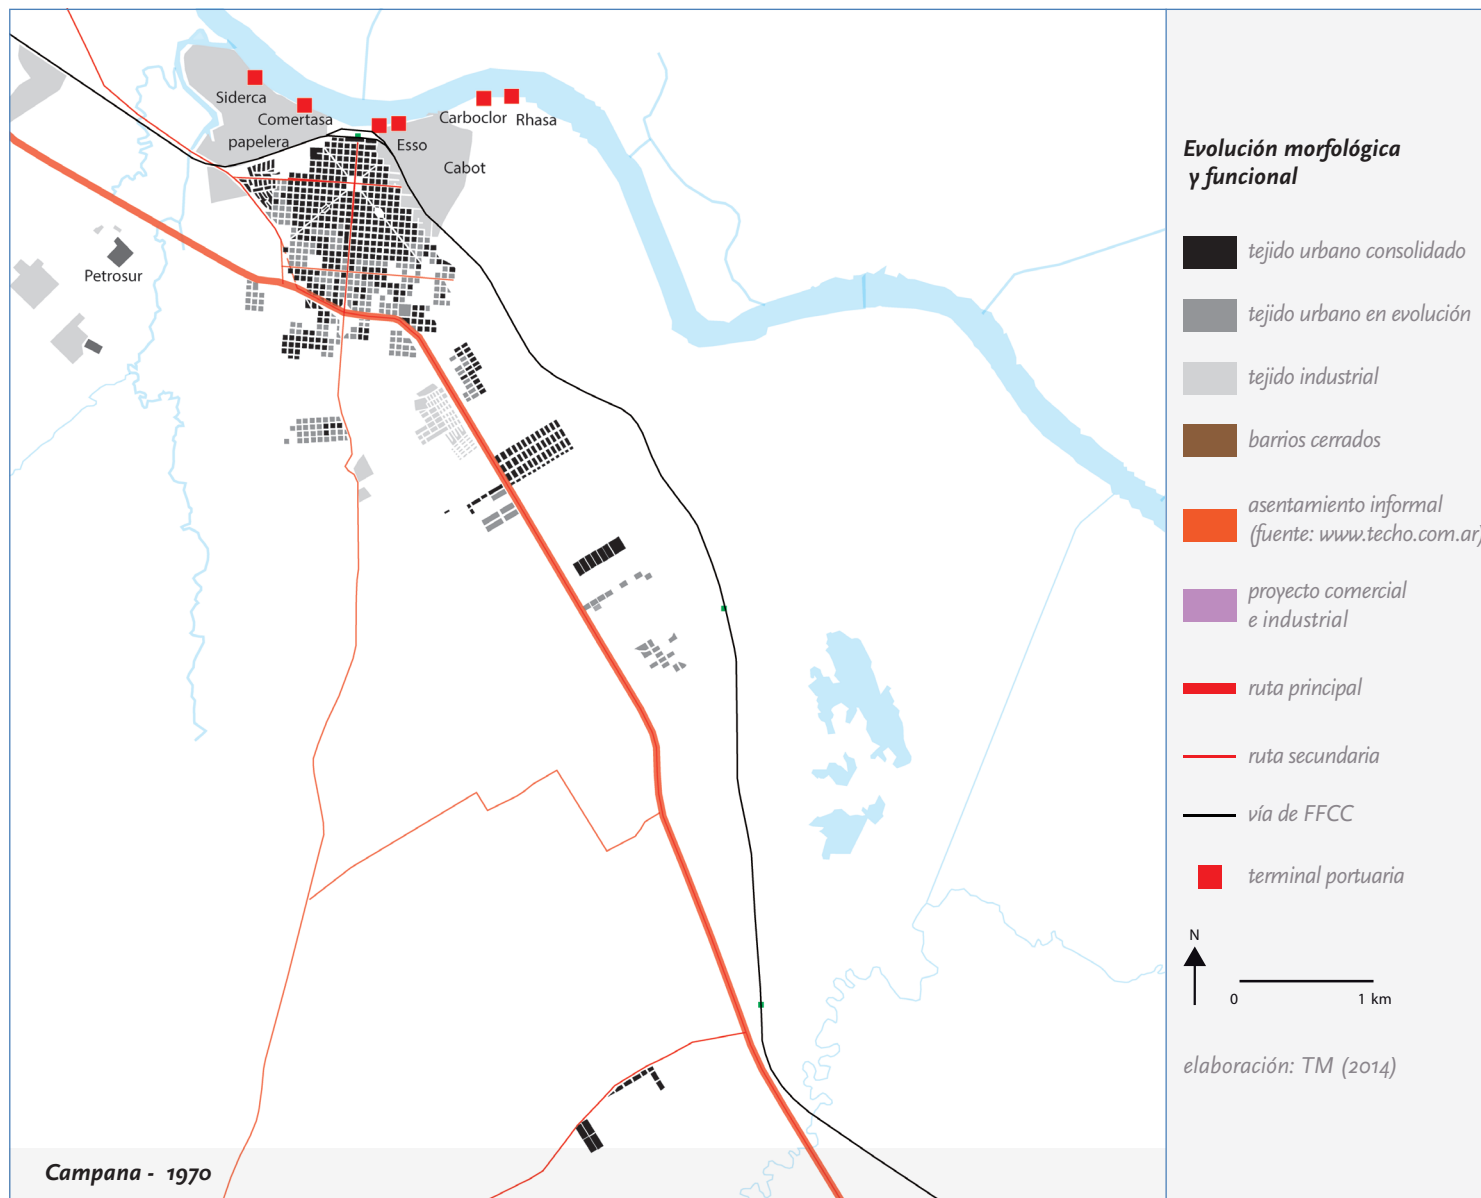 Siderca
Comertasa
papelera
Esso
Carboclor
Rhasa
Cabot
Petrosur
Campana - 1970
Evolución morfológica
y funcional
tejido urbano consolidado
tejido urbano en evolución
tejido industrial
barrios cerrados
asentamiento informal
(fuente: www.techo.com.ar)
proyecto comercial
e industrial
ruta principal
ruta secundaria
vía de FFCC
terminal portuaria
N
0 1 km
elaboración: TM (2014)